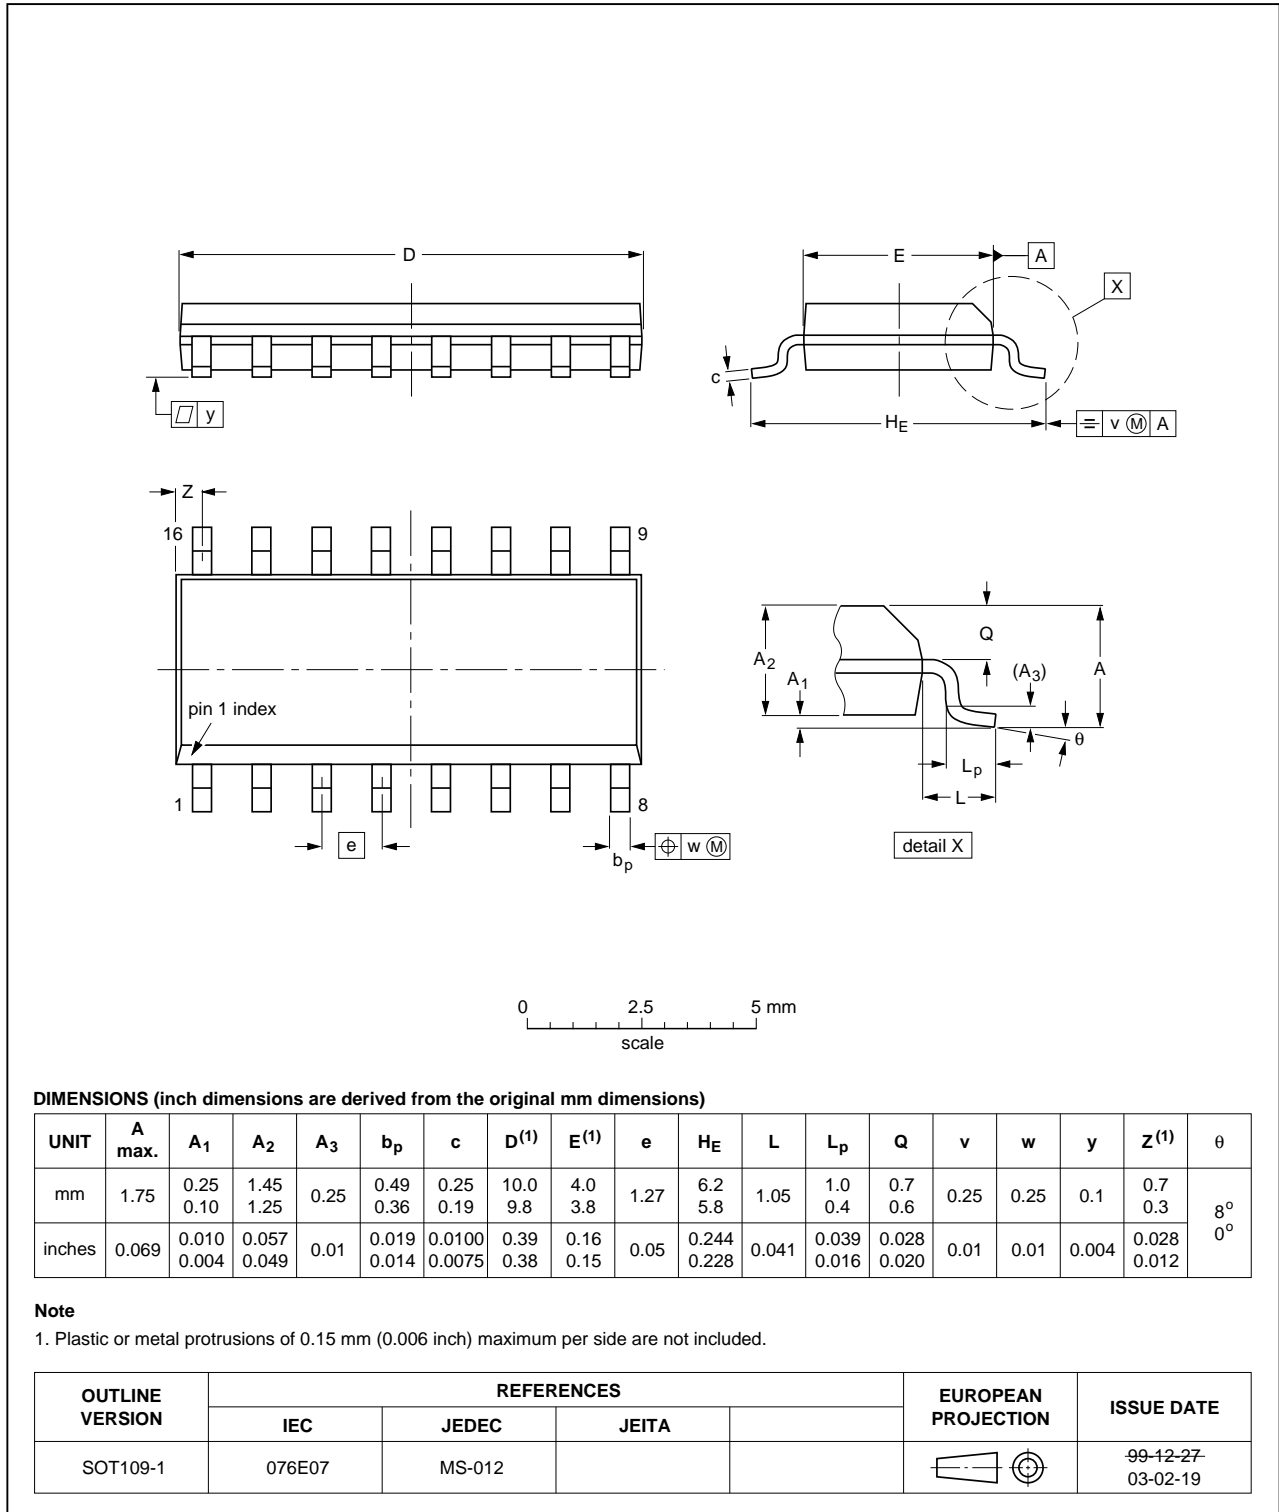 D
E
A
X
c
y
HE
v Ⓜ A
Z
16
9
pin 1 index
1
8
e
bp
w Ⓜ
Q
A2
A1
(A3)
A
θ
Lp
L
detail X
0 2.5 5 mm
scale
DIMENSIONS (inch dimensions are derived from the original mm dimensions)
UNIT A max. A1 A2 A3 bp c D(1) E(1) e HE L Lp Q v w y Z(1) θ
mm 1.75 0.25 0.10 1.45 1.25 0.25 0.49 0.36 0.25 0.19 10.0 9.8 4.0 3.8 1.27 6.2 5.8 1.05 1.0 0.4 0.7 0.6 0.25 0.25 0.1 0.7 0.3 8o 0o
inches 0.069 0.010 0.004 0.057 0.049 0.01 0.019 0.014 0.0100 0.0075 0.39 0.38 0.16 0.15 0.05 0.244 0.228 0.041 0.039 0.016 0.028 0.020 0.01 0.01 0.004 0.028 0.012
Note
1. Plastic or metal protrusions of 0.15 mm (0.006 inch) maximum per side are not included.
OUTLINE VERSION REFERENCES EUROPEAN PROJECTION ISSUE DATE
IEC JEDEC JEITA
SOT109-1 076E07 MS-012 99-12-27
03-02-19